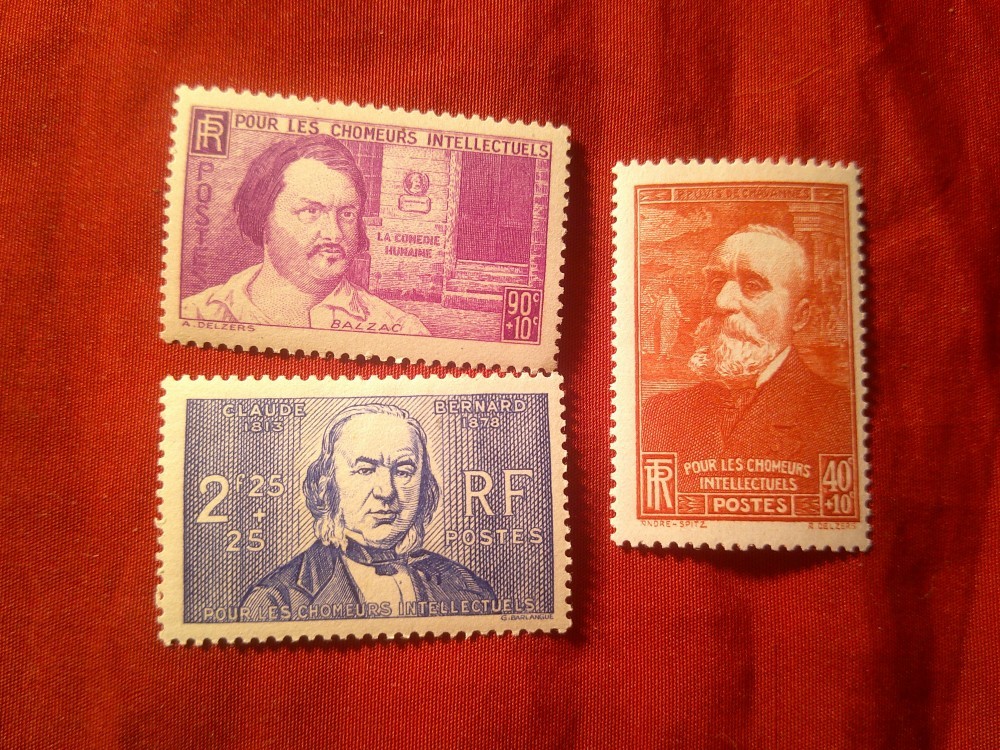 RF POUR LES CHOMEURS INTELLECTUELS
POSTES
LA COMEDIE
HUMAINE
90c
+10c
A. DELZERS BALZAC
CLAUDE BERNARD
1813 1878
2f25
+
25
RF
POSTES
POUR LES CHOMEURS INTELLECTUELS
G. BARLANGUE
PUVIS DE CHAVANNES
RF
POUR LES CHOMEURS
INTELLECTUELS
POSTES
40c
+10c
ANDRE-SPITZ A. DELZERS